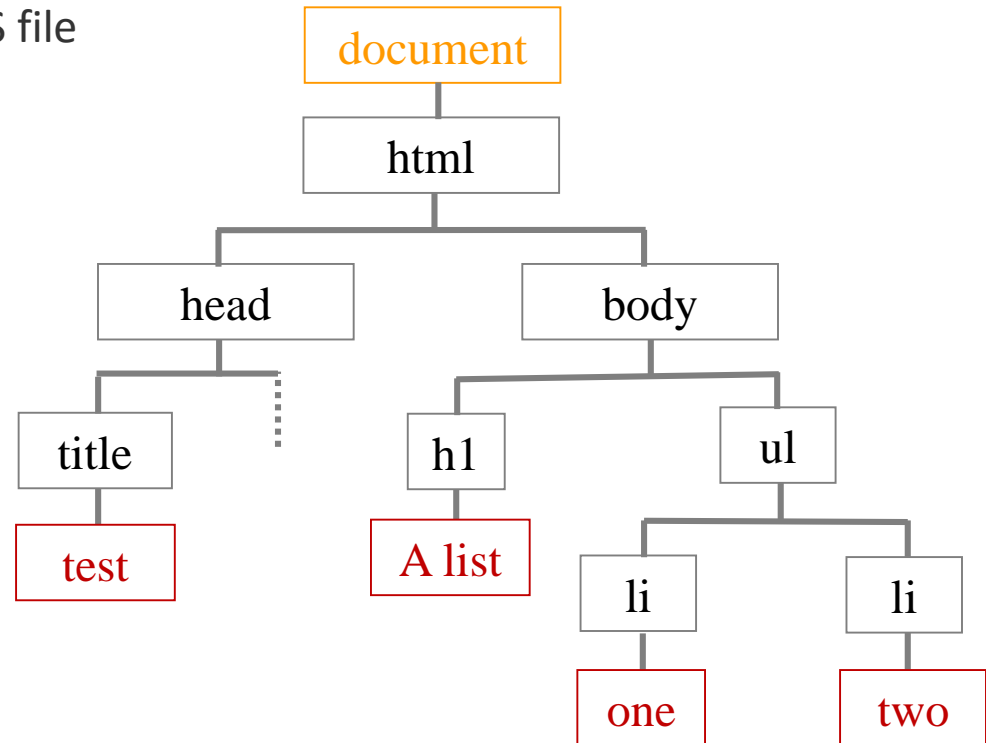 S file
document
html
head body
title h1 ul
test A list
li li
one two